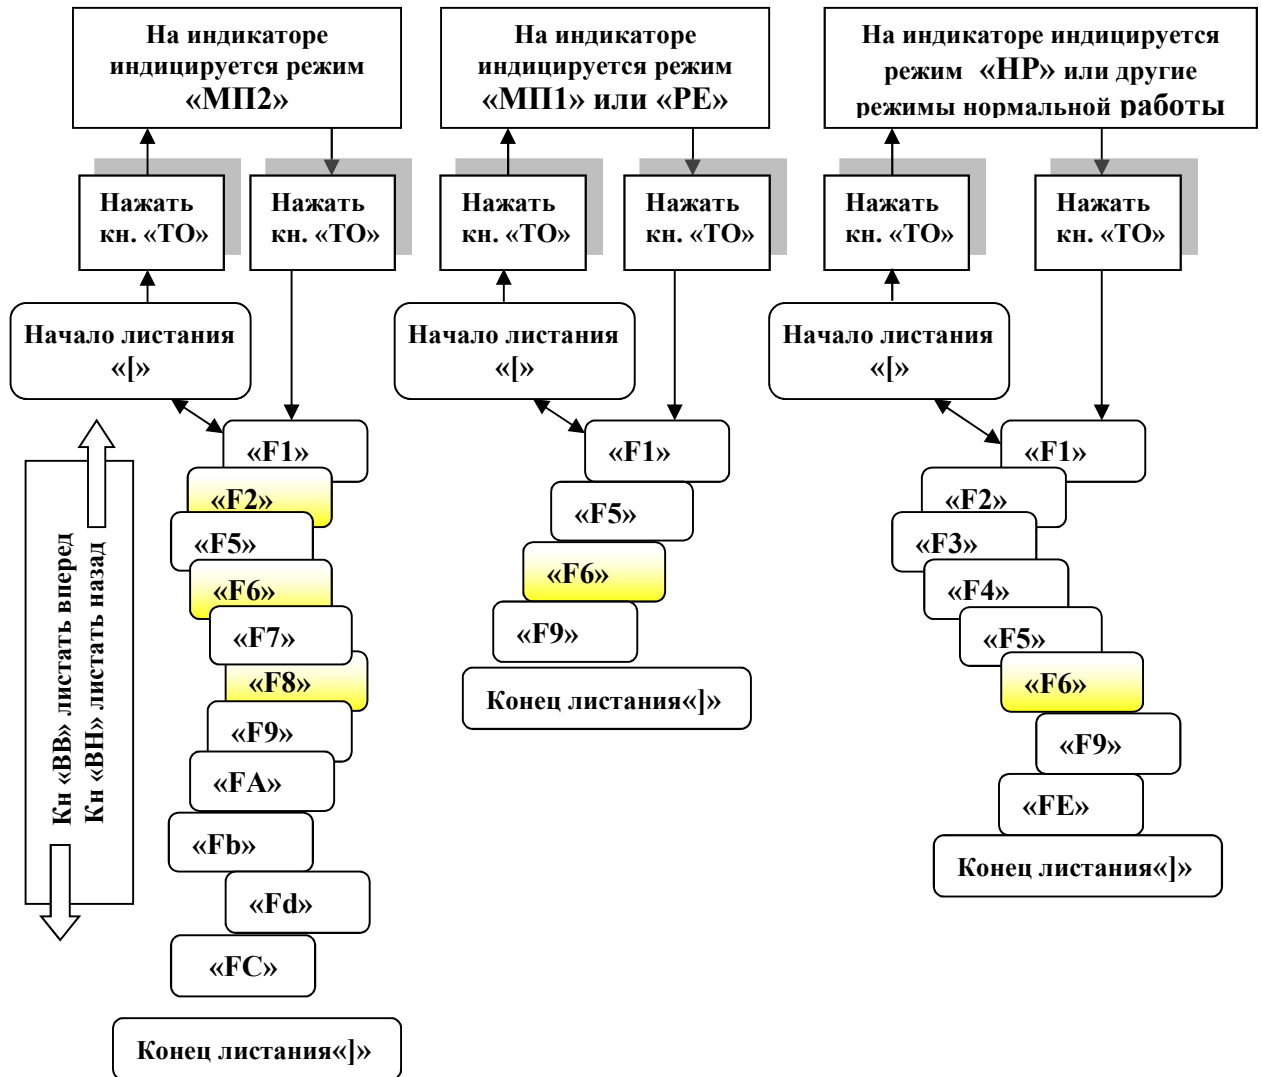 На индикаторе
индицируется режим
«МП2»
Нажать
кн. «ТО»
Нажать
кн. «ТО»
Начало листания
«[»
«F1»
«F2»
«F5»
«F6»
«F7»
«F8»
«F9»
«FA»
«Fb»
«Fd»
«FC»
Конец листания«]»
Кн «ВВ» листать вперед
Кн «ВН» листать назад
На индикаторе
индицируется режим
«МП1» или «РЕ»
Нажать
кн. «ТО»
Нажать
кн. «ТО»
Начало листания
«[»
«F1»
«F5»
«F6»
«F9»
Конец листания«]»
На индикаторе индицируется
режим «НР» или другие
режимы нормальной работы
Нажать
кн. «ТО»
Нажать
кн. «ТО»
Начало листания
«[»
«F1»
«F2»
«F3»
«F4»
«F5»
«F6»
«F9»
«FE»
Конец листания«]»